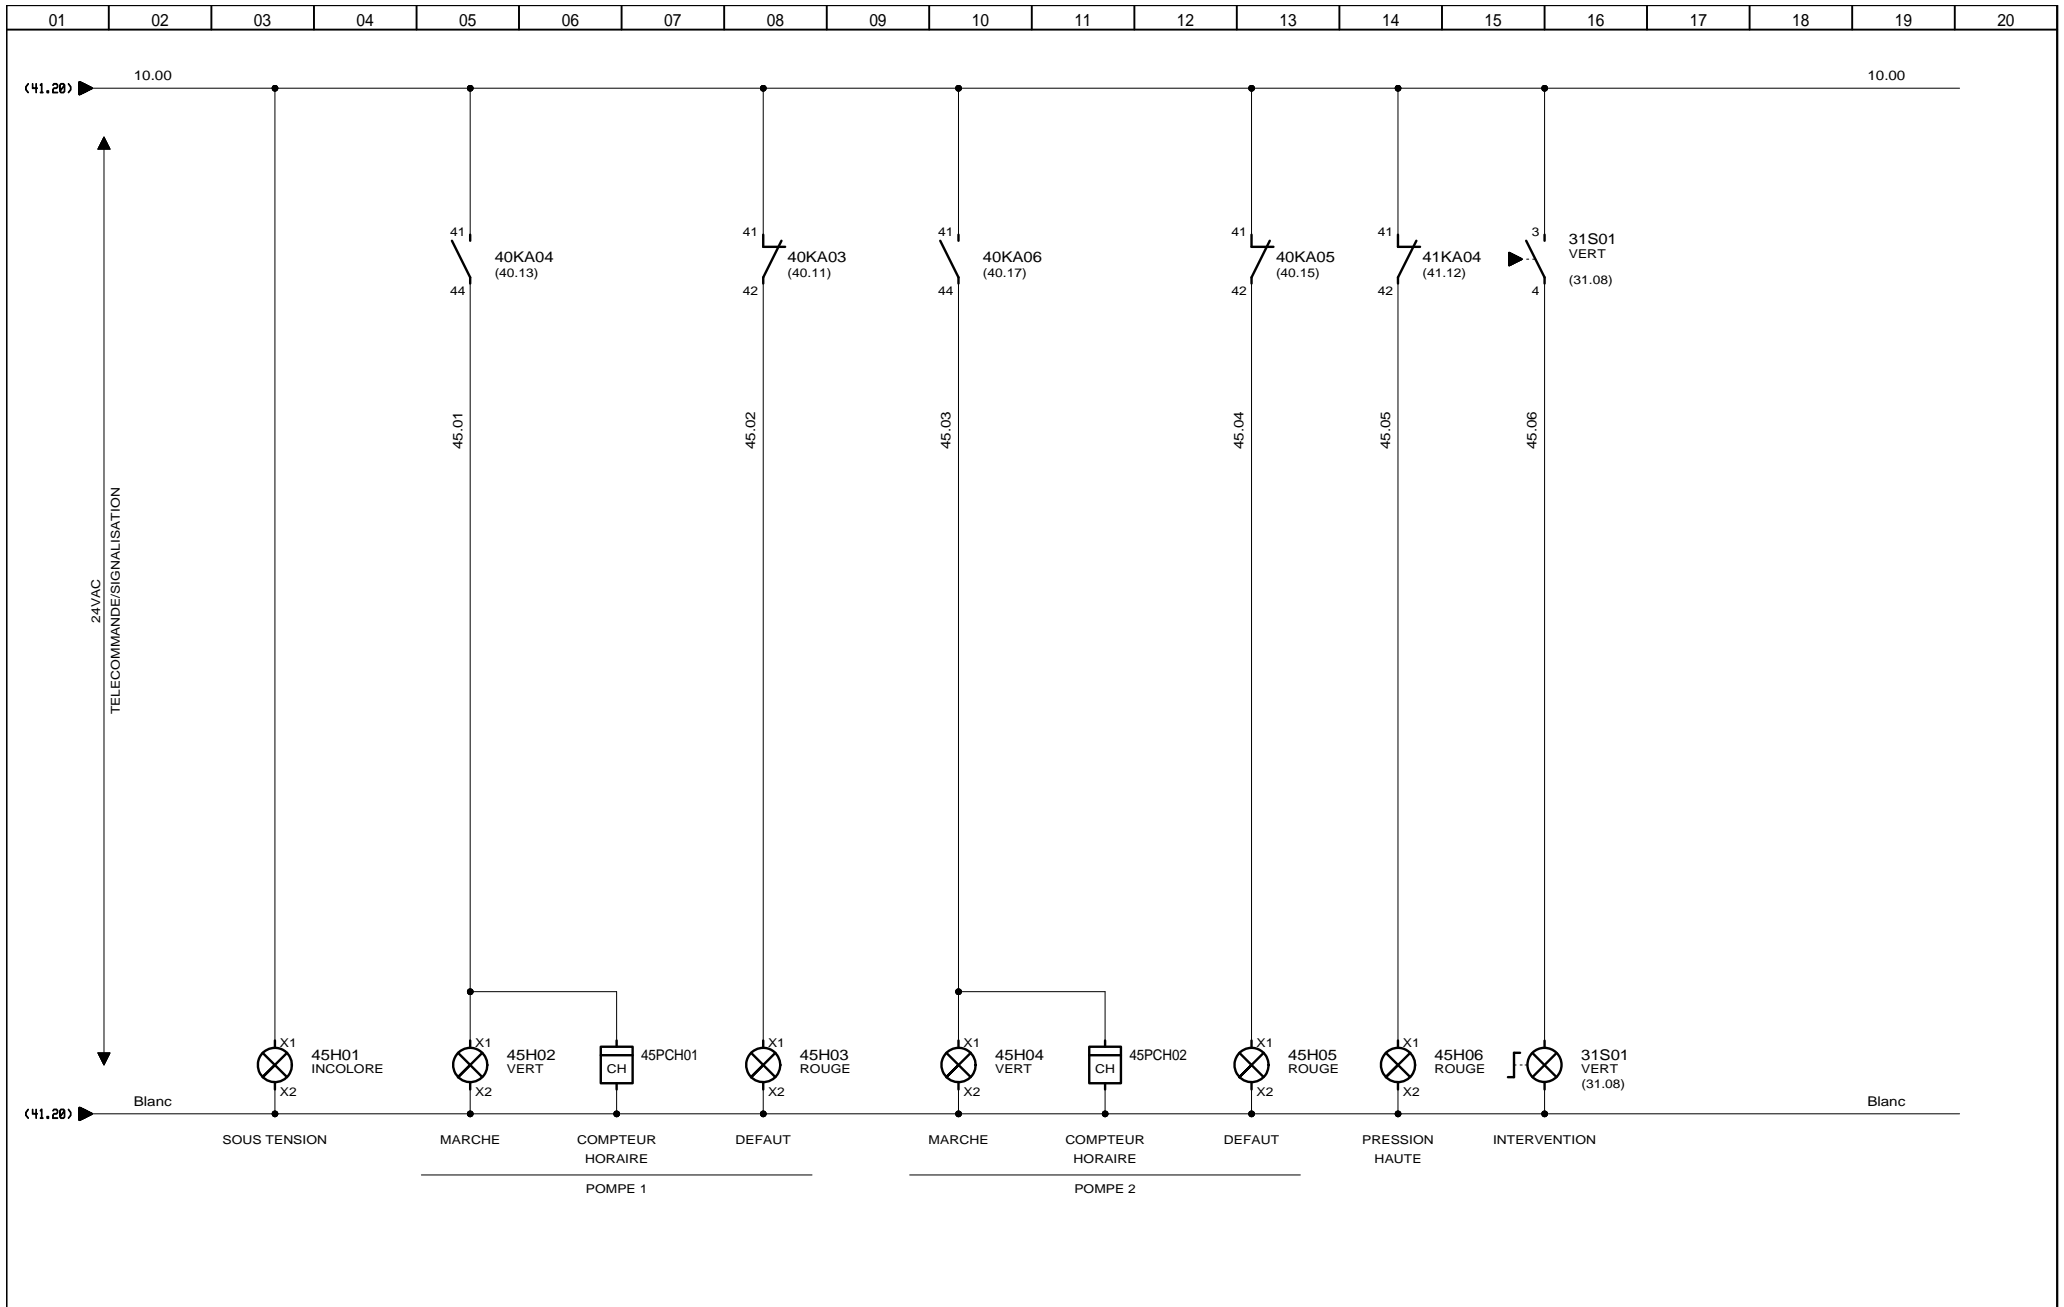 01 02 03 04 05 06 07 08 09 10 11 12 13 14 15 16 17 18 19 20
10.00 10.00
(41.20)
41 41 41 41 41 3
31S01
VERT
40KA04 40KA03 40KA06 40KA05 41KA04
(40.13) (40.11) (40.17) (40.15) (41.12)
(31.08)
44 42 44 42 42 4
45.01 45.02 45.03 45.04 45.05 45.06
24VAC
TELECOMMANDE/SIGNALISATION
X1 X1 X1 X1 X1 X1
45H01 45H02 45PCH01 45H03 45H04 45PCH02 45H05 45H06 31S01
INCOLORE VERT CH ROUGE VERT CH ROUGE ROUGE VERT
(31.08)
X2 X2 X2 X2 X2 X2
Blanc Blanc
(41.20)
SOUS TENSION MARCHE COMPTEUR DEFAUT MARCHE COMPTEUR DEFAUT PRESSION INTERVENTION
HORAIRE HORAIRE HAUTE
POMPE 1 POMPE 2